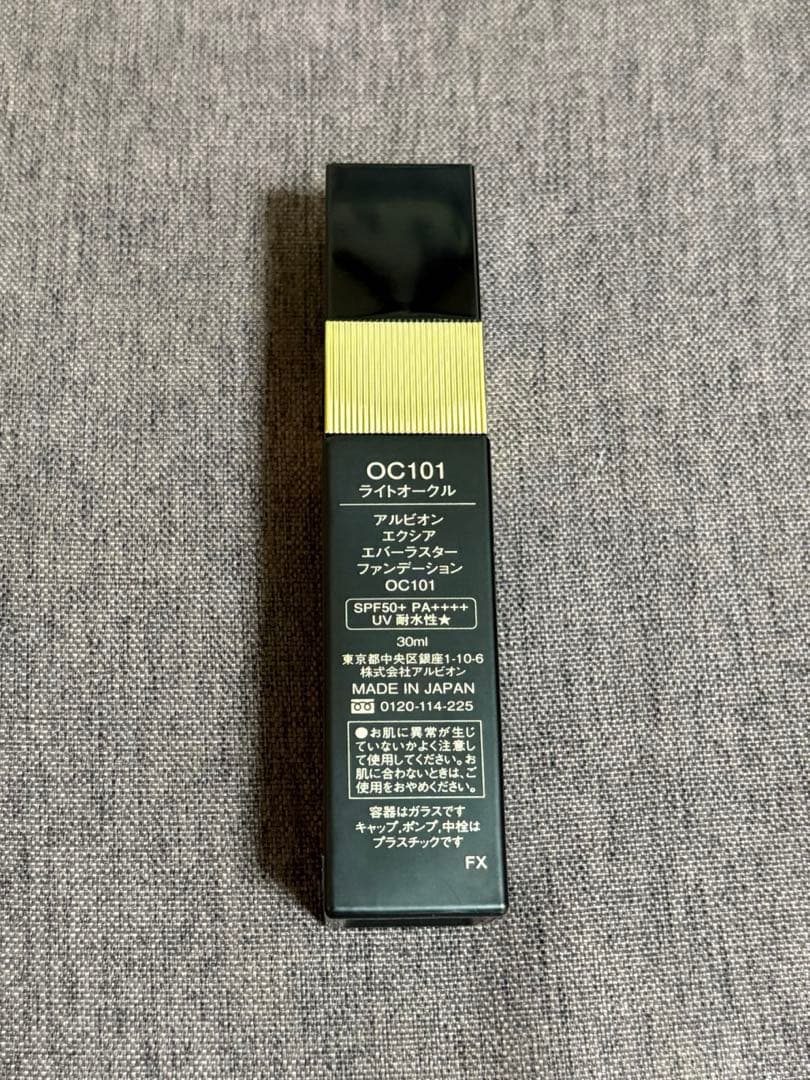 OC101
ライトオークル
アルビオン
エクシア
エバーラスター
ファンデーション
OC101
SPF50+ PA++++
UV 耐水性★
30ml
東京都中央区銀座1-10-6
株式会社アルビオン
MADE IN JAPAN
0120-114-225
●お肌に異常が生じ
ていないかよく注意し
て使用してください。お
肌に合わないときは、ご
使用をおやめください。
容器はガラスです
キャップ,ポンプ,中栓は
プラスチックです
FX